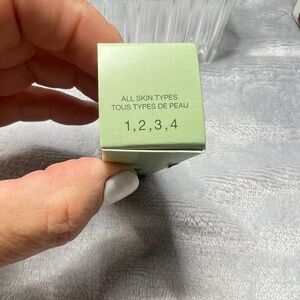 ALL SKIN TYPES
TOUS TYPES DE PEAU
1, 2, 3, 4